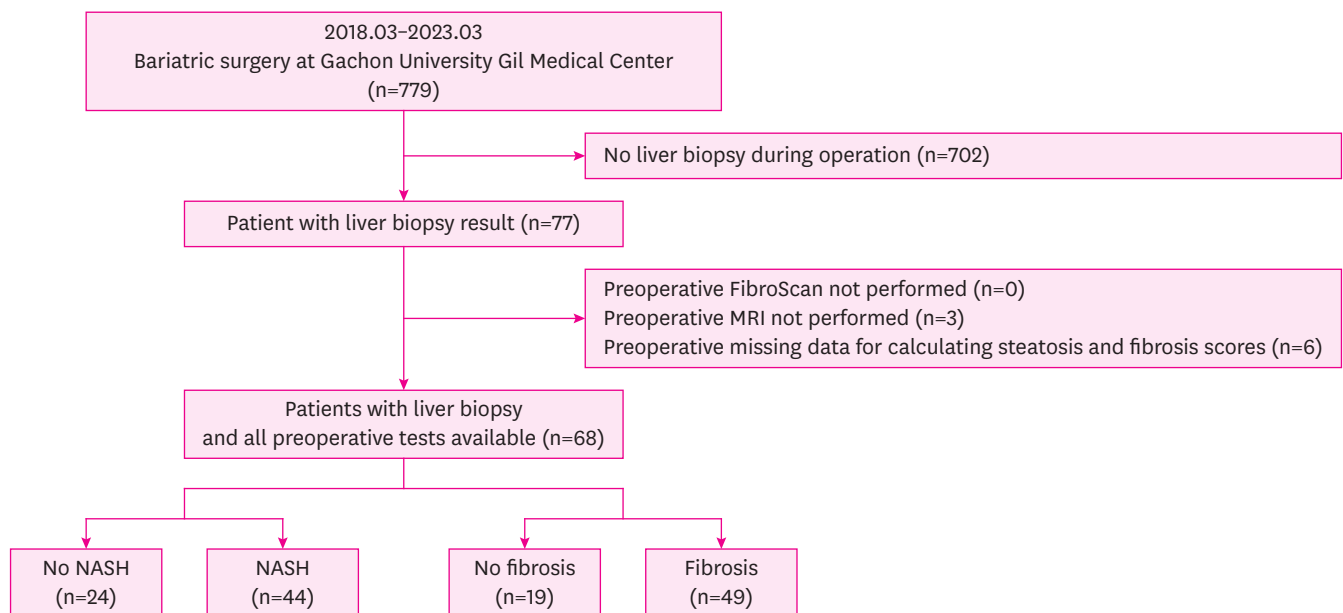 2018.03–2023.03
Bariatric surgery at Gachon University Gil Medical Center
(n=779)
No liver biopsy during operation (n=702)
Patient with liver biopsy result (n=77)
Preoperative FibroScan not performed (n=0)
Preoperative MRI not performed (n=3)
Preoperative missing data for calculating steatosis and fibrosis scores (n=6)
Patients with liver biopsy
and all preoperative tests available (n=68)
No NASH
(n=24)
NASH
(n=44)
No fibrosis
(n=19)
Fibrosis
(n=49)